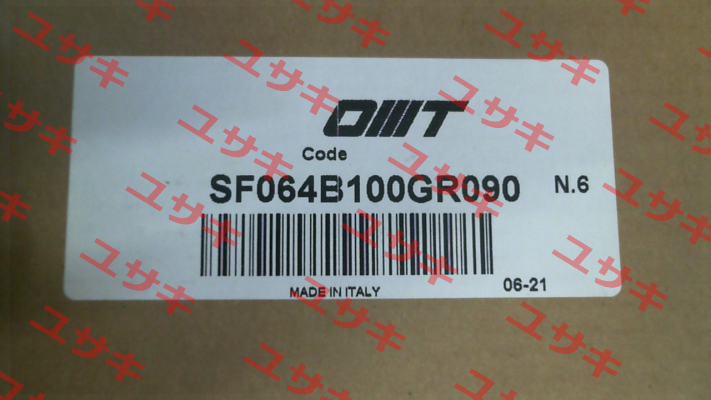 OMT
Code
SF064B100GR090 N.6
MADE IN ITALY 06-21
ユサキ